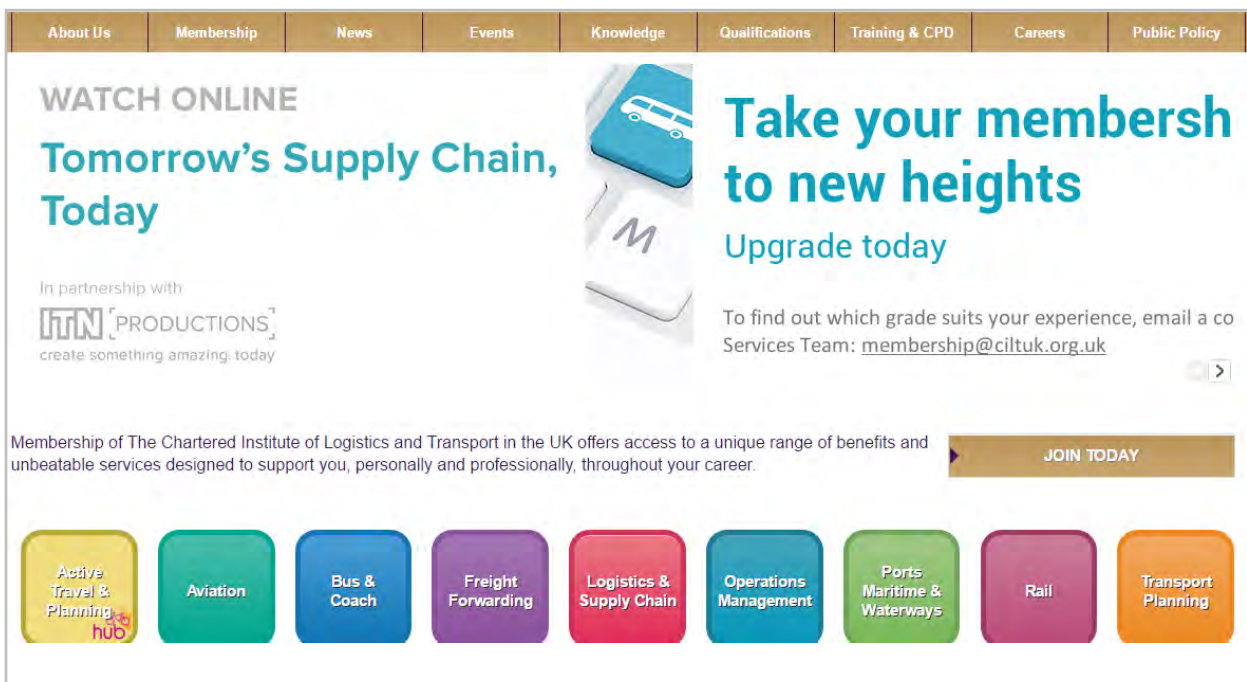 About Us Membership News Events Knowledge Qualifications Training & CPD Careers Public Policy
WATCH ONLINE
Tomorrow's Supply Chain,
Today
In partnership with
ITN [PRODUCTIONS]
create something amazing. today
M
Take your membersh
to new heights
Upgrade today
To find out which grade suits your experience, email a co
Services Team: membership@ciltuk.org.uk
Membership of The Chartered Institute of Logistics and Transport in the UK offers access to a unique range of benefits and
unbeatable services designed to support you, personally and professionally, throughout your career.
JOIN TODAY
Active
Travel &
Planning
hub
Aviation
Bus &
Coach
Freight
Forwarding
Logistics &
Supply Chain
Operations
Management
Ports
Maritime &
Waterways
Rail
Transport
Planning